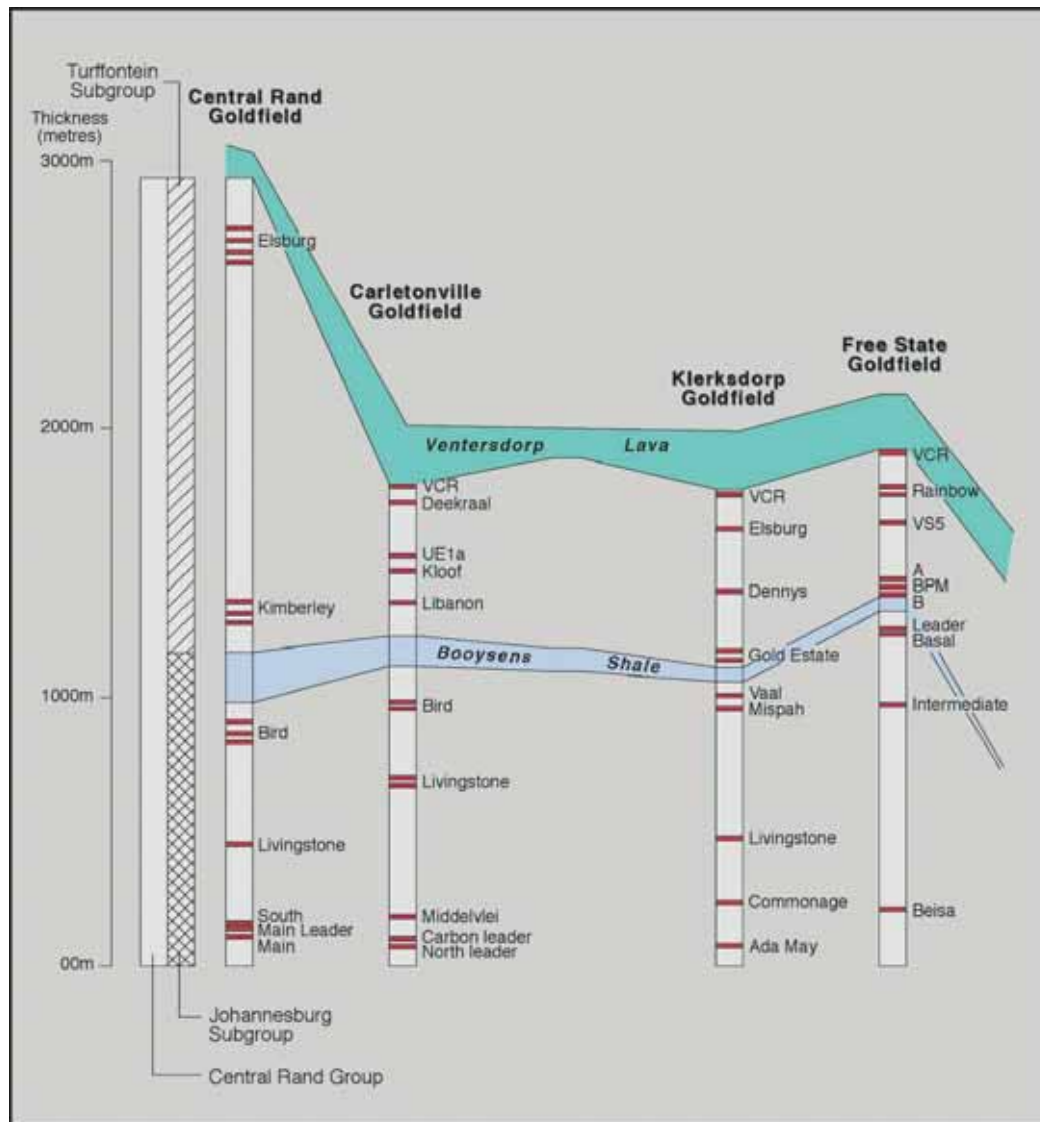 Turffontein
Subgroup
Central Rand
Goldfield
Thickness
(metres)
3000m
2000m
1000m
00m
Elsburg
Kimberley
Bird
Livingstone
South
Main Leader
Main
Johannesburg
Subgroup
Central Rand Group
Carletonville
Goldfield
Ventersdorp Lava
VCR
Deekraal
UE1a
Kloof
Libanon
Booysens Shale
Bird
Livingstone
Middelvlei
Carbon leader
North leader
Klerksdorp
Goldfield
VCR
Elsburg
Dennys
Gold Estate
Vaal
Mispah
Livingstone
Commonage
Ada May
Free State
Goldfield
VCR
Rainbow
VS5
A
BPM
B
Leader
Basal
Intermediate
Beisa